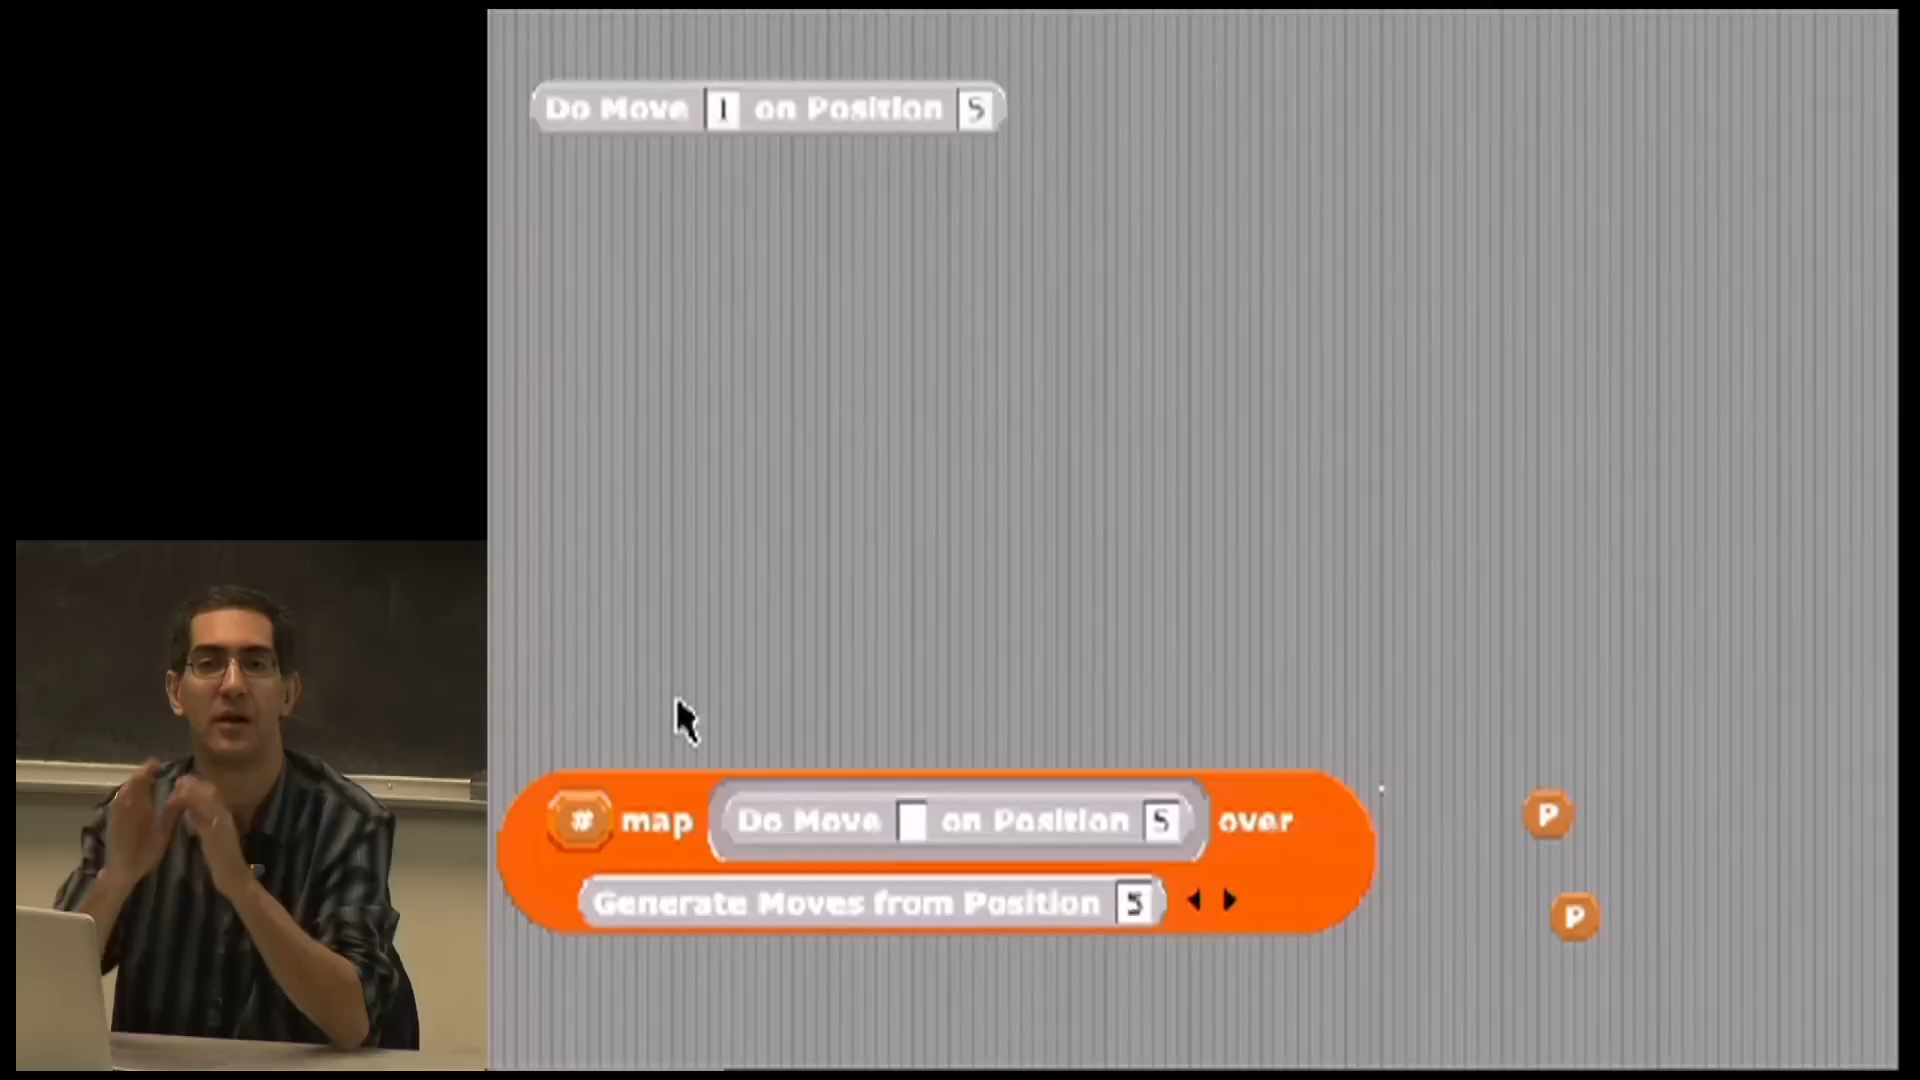 Do Move 1 on Position 5
# map Do Move on Position 5 over
P
Generate Moves from Position 5
P